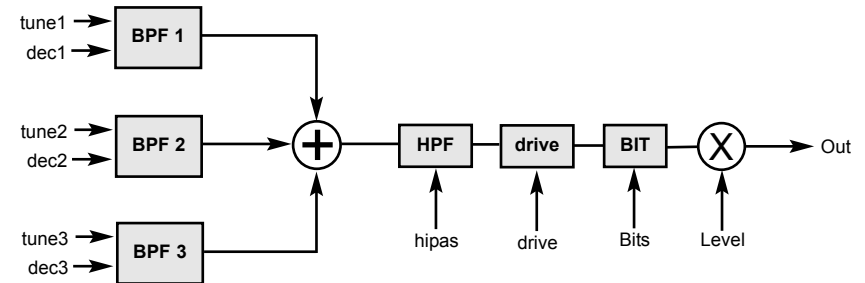 tune1
dec1
BPF 1
tune2
dec2
BPF 2
tune3
dec3
BPF 3
+
HPF
drive
BIT
X
Out
hipas
drive
Bits
Level